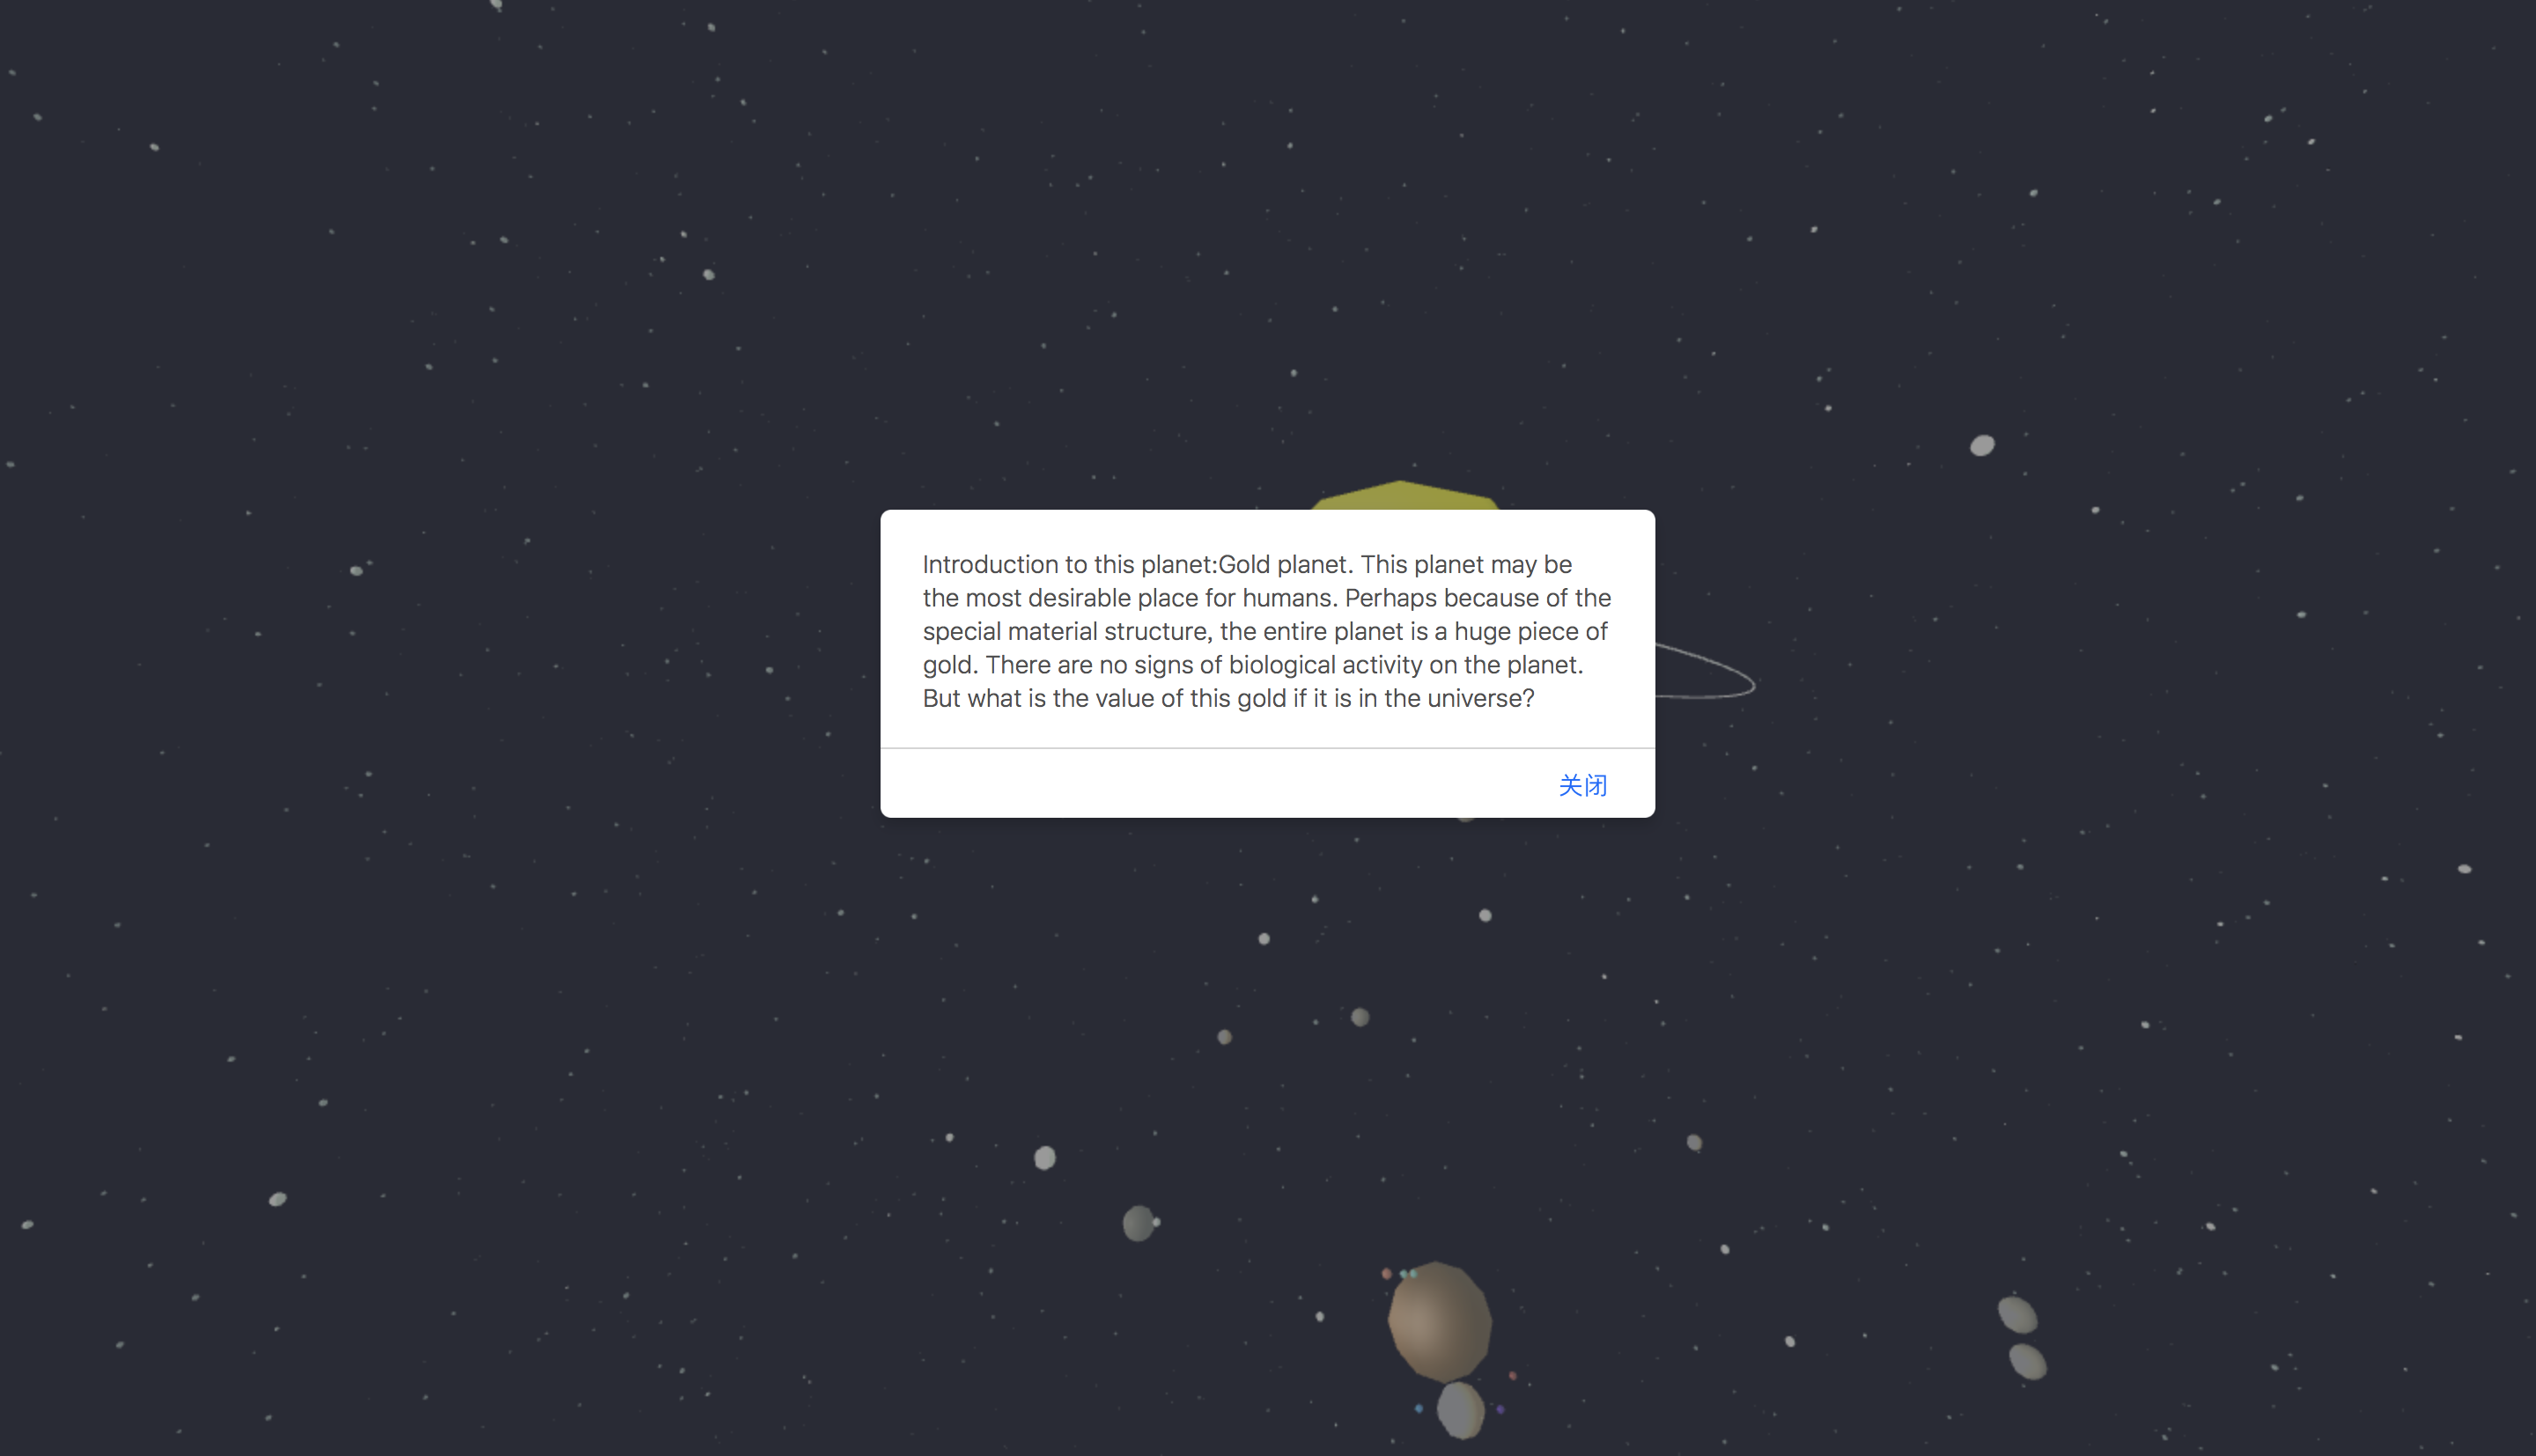 Introduction to this planet:Gold planet. This planet may be
the most desirable place for humans. Perhaps because of the
special material structure, the entire planet is a huge piece of
gold. There are no signs of biological activity on the planet.
But what is the value of this gold if it is in the universe?
关闭